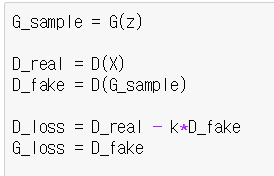 G_sample = G(z)
D_real = D(X)
D_fake = D(G_sample)
D_loss = D_real - k*D_fake
G_loss = D_fake